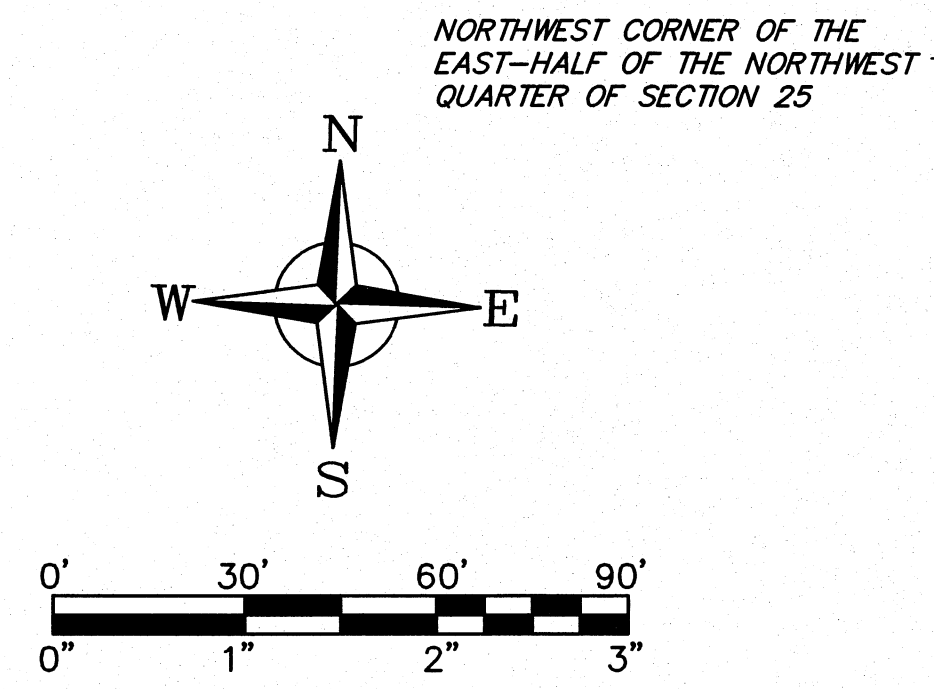 NORTHWEST CORNER OF THE
EAST-HALF OF THE NORTHWEST
QUARTER OF SECTION 25
N
W E
S
0' 30' 60' 90'
0" 1" 2" 3"